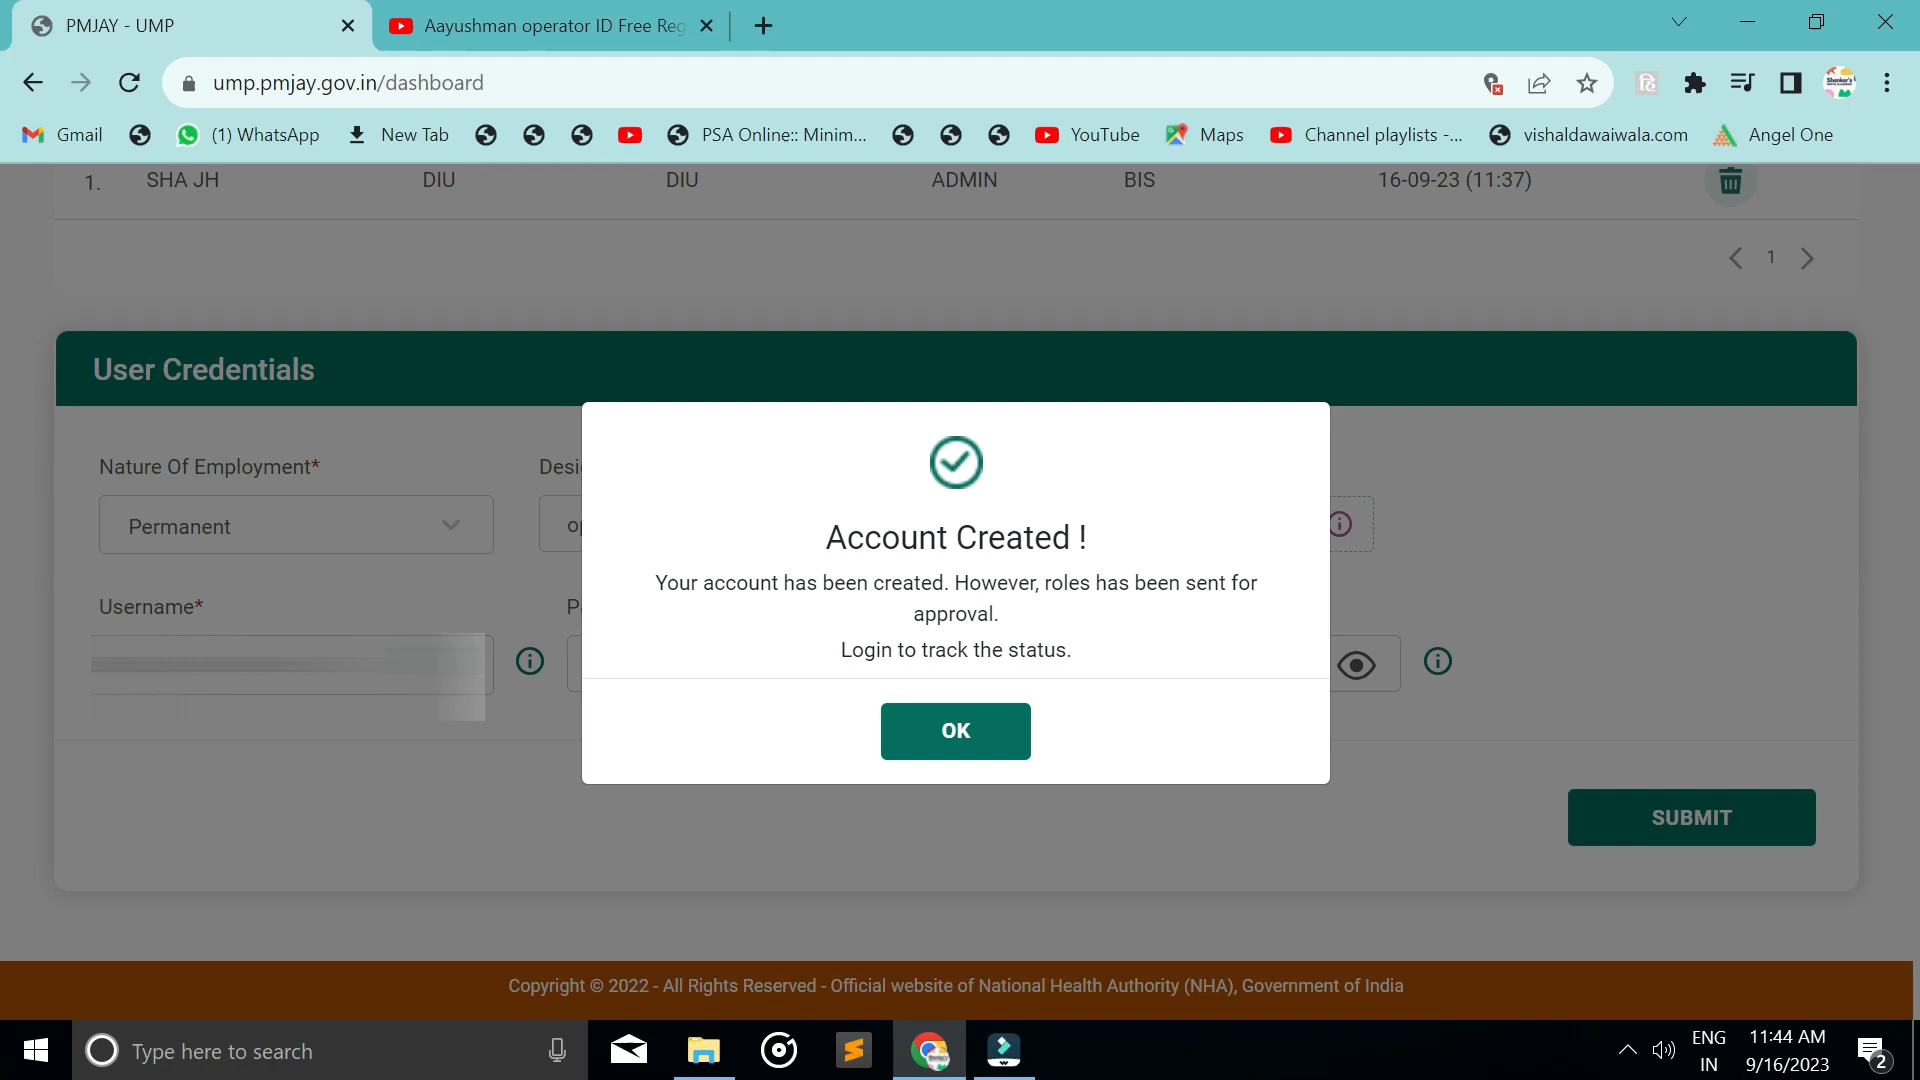 PMJAY - UMP
Aayushman operator ID Free Reg
ump.pmjay.gov.in/dashboard
Gmail
(1) WhatsApp
New Tab
PSA Online:: Minim...
YouTube
Maps
Channel playlists -...
vishaldawaiwala.com
Angel One
1. SHA JH DIU DIU ADMIN BIS 16-09-23 (11:37)
1
User Credentials
Nature Of Employment*
Desi
Permanent
op
Account Created !
Your account has been created. However, roles has been sent for
approval.
Login to track the status.
Username*
Pa
OK
SUBMIT
Copyright © 2022 - All Rights Reserved - Official website of National Health Authority (NHA), Government of India
Type here to search
ENG
IN
11:44 AM
9/16/2023
2